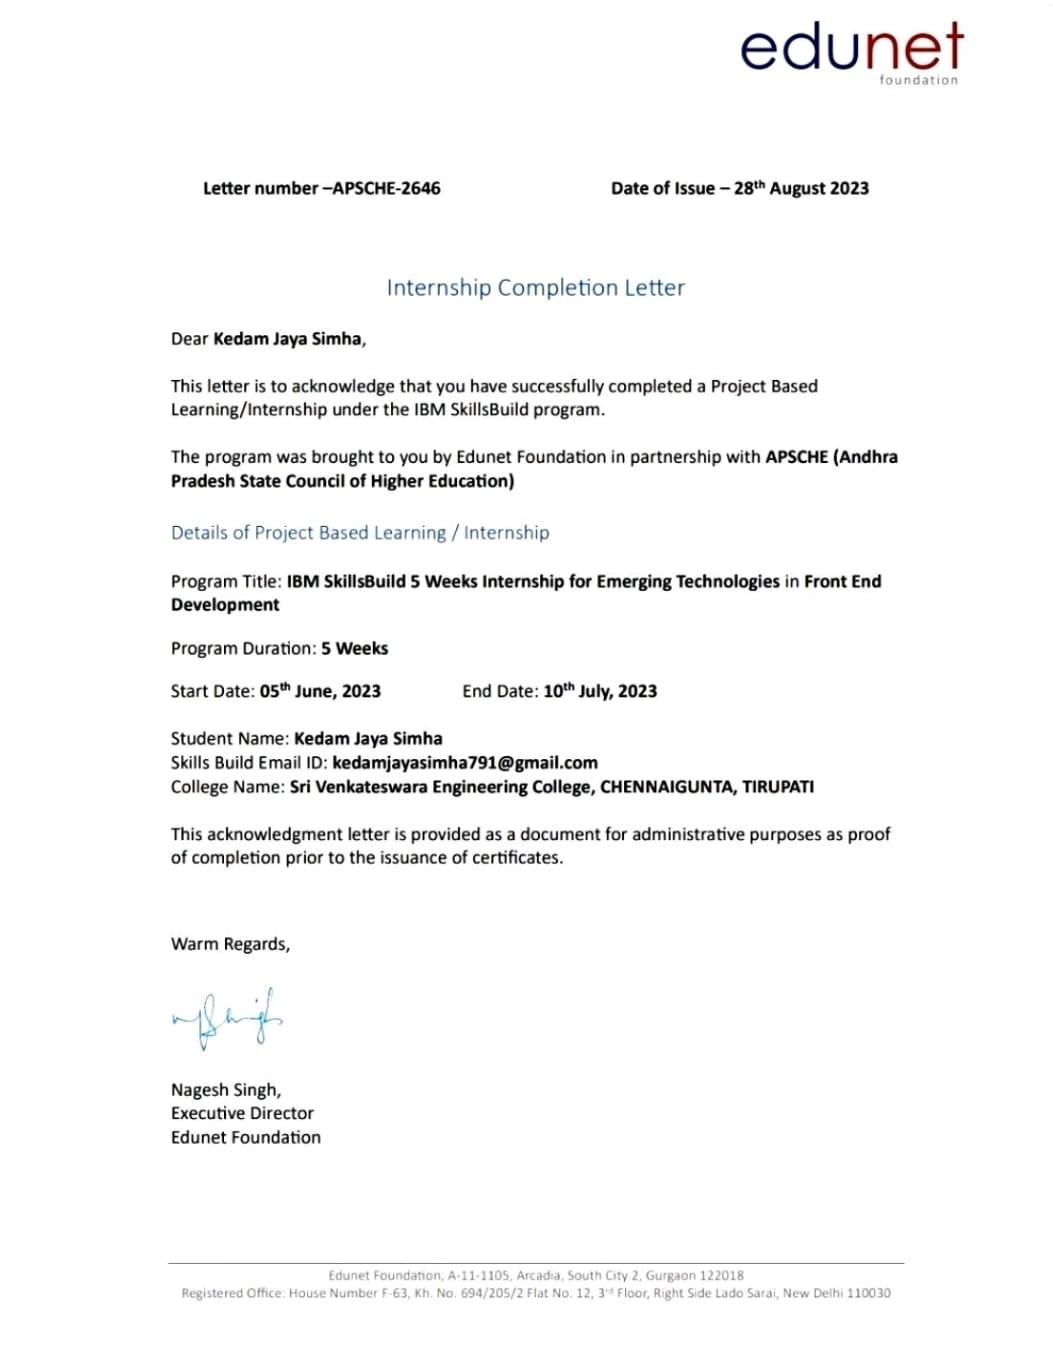 edunet
foundation
Letter number –APSCHE-2646 Date of Issue – 28th August 2023
Internship Completion Letter
Dear Kedam Jaya Simha,
This letter is to acknowledge that you have successfully completed a Project Based
Learning/Internship under the IBM SkillsBuild program.
The program was brought to you by Edunet Foundation in partnership with APSCHE (Andhra
Pradesh State Council of Higher Education)
Details of Project Based Learning / Internship
Program Title: IBM SkillsBuild 5 Weeks Internship for Emerging Technologies in Front End
Development
Program Duration: 5 Weeks
Start Date: 05th June, 2023 End Date: 10th July, 2023
Student Name: Kedam Jaya Simha
Skills Build Email ID: kedamjayasimha791@gmail.com
College Name: Sri Venkateswara Engineering College, CHENNAIGUNTA, TIRUPATI
This acknowledgment letter is provided as a document for administrative purposes as proof
of completion prior to the issuance of certificates.
Warm Regards,
Nagesh Singh,
Executive Director
Edunet Foundation
Edunet Foundation, A-11-1105, Arcadia, South City 2, Gurgaon 122018
Registered Office: House Number F-63, Kh. No. 694/205/2 Flat No. 12, 3rd Floor, Right Side Lado Sarai, New Delhi 110030